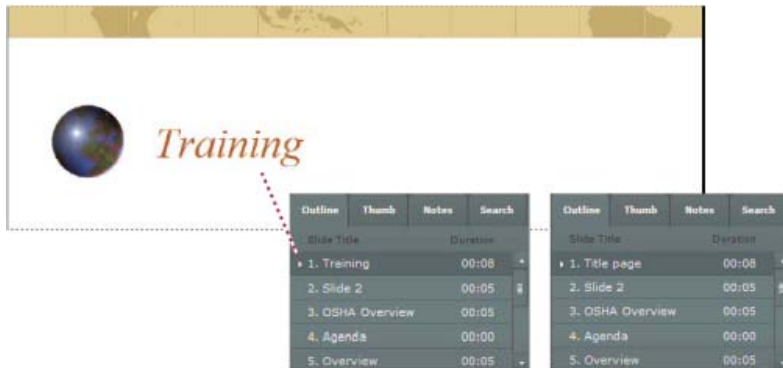 Training
Outline Thumb Notes Search
Slide Title Duration
1. Training 00:08
2. Slide 2 00:05
3. OSHA Overview 00:05
4. Agenda 00:00
5. Overview 00:05
Outline Thumb Notes Search
Slide Title Duration
1. Title page 00:08
2. Slide 2 00:05
3. OSHA Overview 00:05
4. Agenda 00:00
5. Overview 00:05